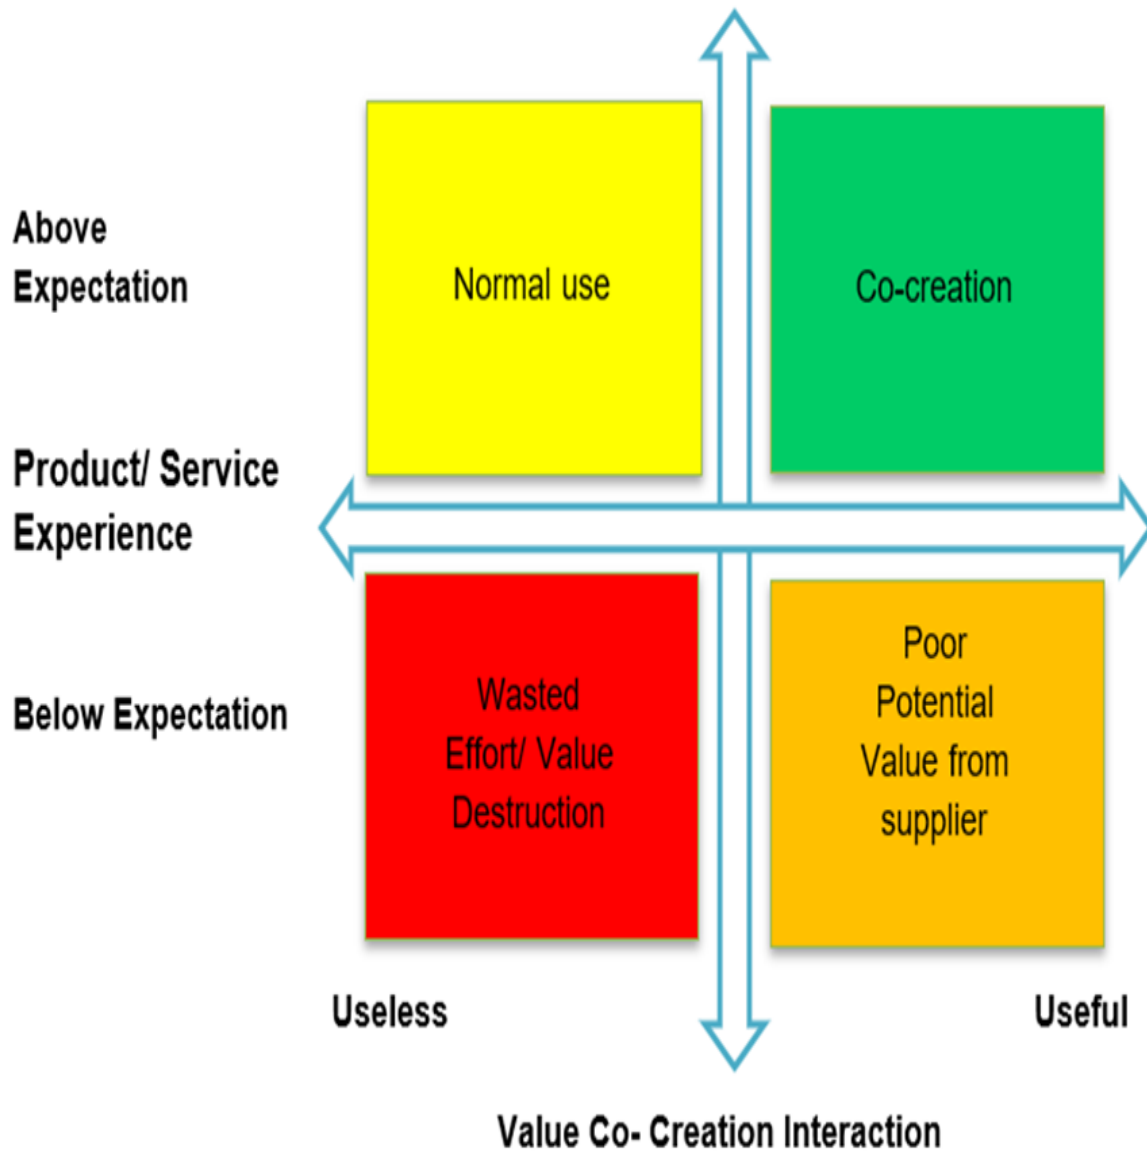 Above
Expectation
Normal use
Co-creation
Product/ Service
Experience
Below Expectation
Wasted
Effort/ Value
Destruction
Poor
Potential
Value from
supplier
Useless
Useful
Value Co- Creation Interaction